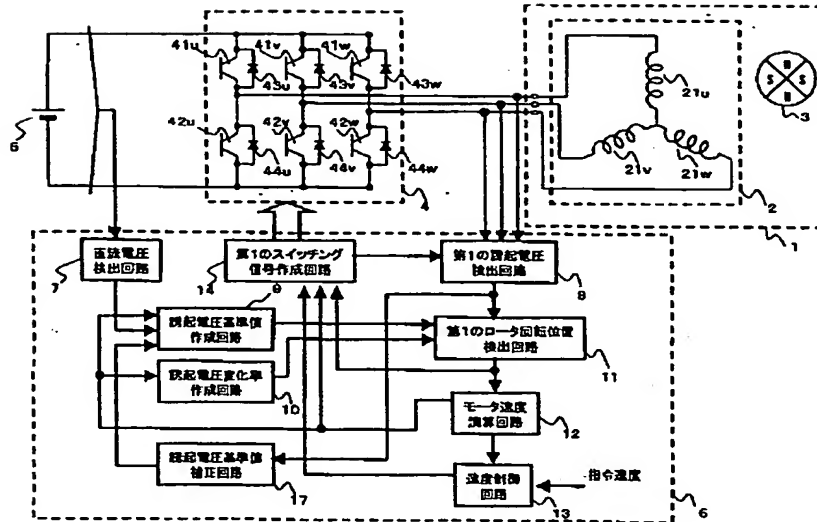 41u 41v 41w
43u 43v 43w
42u 42v 42w
44u 44v 44w
4
21u
21v
21w
S N S N
3
2
1
直流電圧
検出回路
7
第1のスイッチング
信号作成回路
14
第1の誘起電圧
検出回路
8
9
誘起電圧基準値
作成回路
第1のロータ回転位置
検出回路
11
誘起電圧変化率
作成回路
10
モータ速度
演算回路
12
誘起電圧基準値
補正回路
17
速度制御
回路
13
指令速度
6